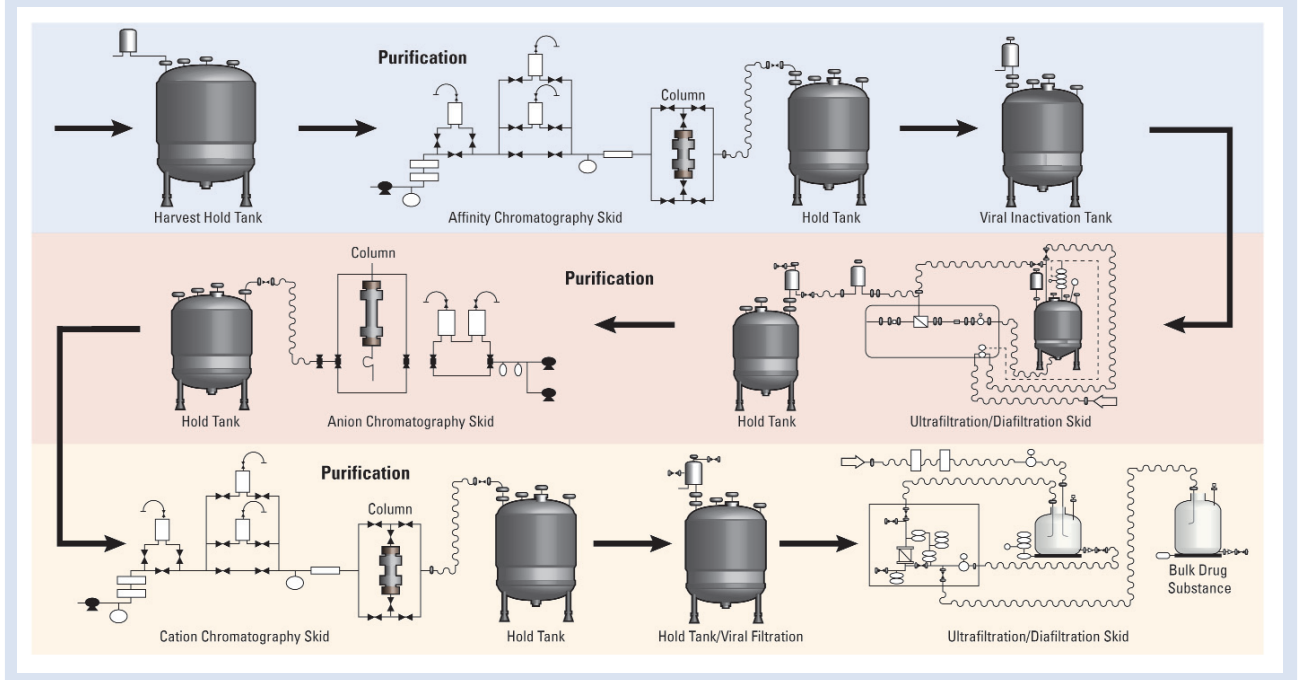 Purification
Column
Harvest Hold Tank
Affinity Chromatography Skid
Hold Tank
Viral Inactivation Tank
Column
Purification
Hold Tank
Anion Chromatography Skid
Hold Tank
Ultrafiltration/Diafiltration Skid
Purification
Column
Bulk Drug
Substance
Cation Chromatography Skid
Hold Tank
Hold Tank/Viral Filtration
Ultrafiltration/Diafiltration Skid